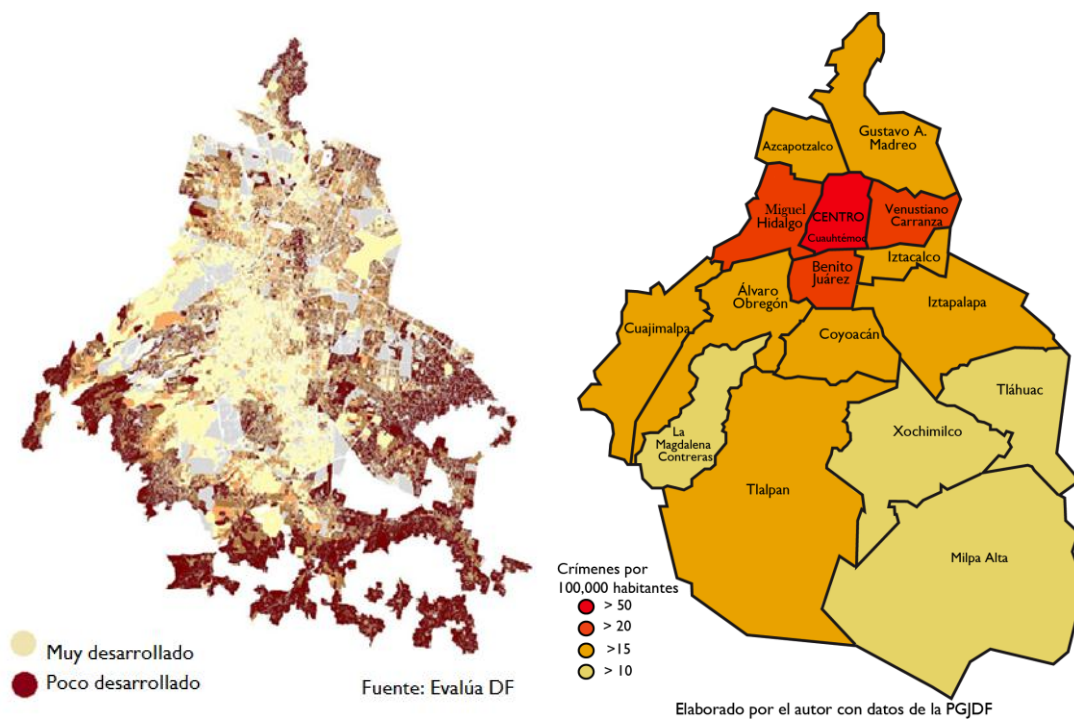 Muy desarrollado
Poco desarrollado
Fuente: Evalúa DF
Gustavo A.
Madreo
Azcapotzalco
Miguel
Hidalgo
CENTRO
Cuauhtémoc
Venustiano
Carranza
Iztacalco
Benito
Juárez
Álvaro
Obregón
Iztapalapa
Cuajimalpa
Coyoacán
Tláhuac
La
Magdalena
Contreras
Xochimilco
Tlalpan
Milpa Alta
Crímenes por
100,000 habitantes
> 50
> 20
>15
> 10
Elaborado por el autor con datos de la PGJDF